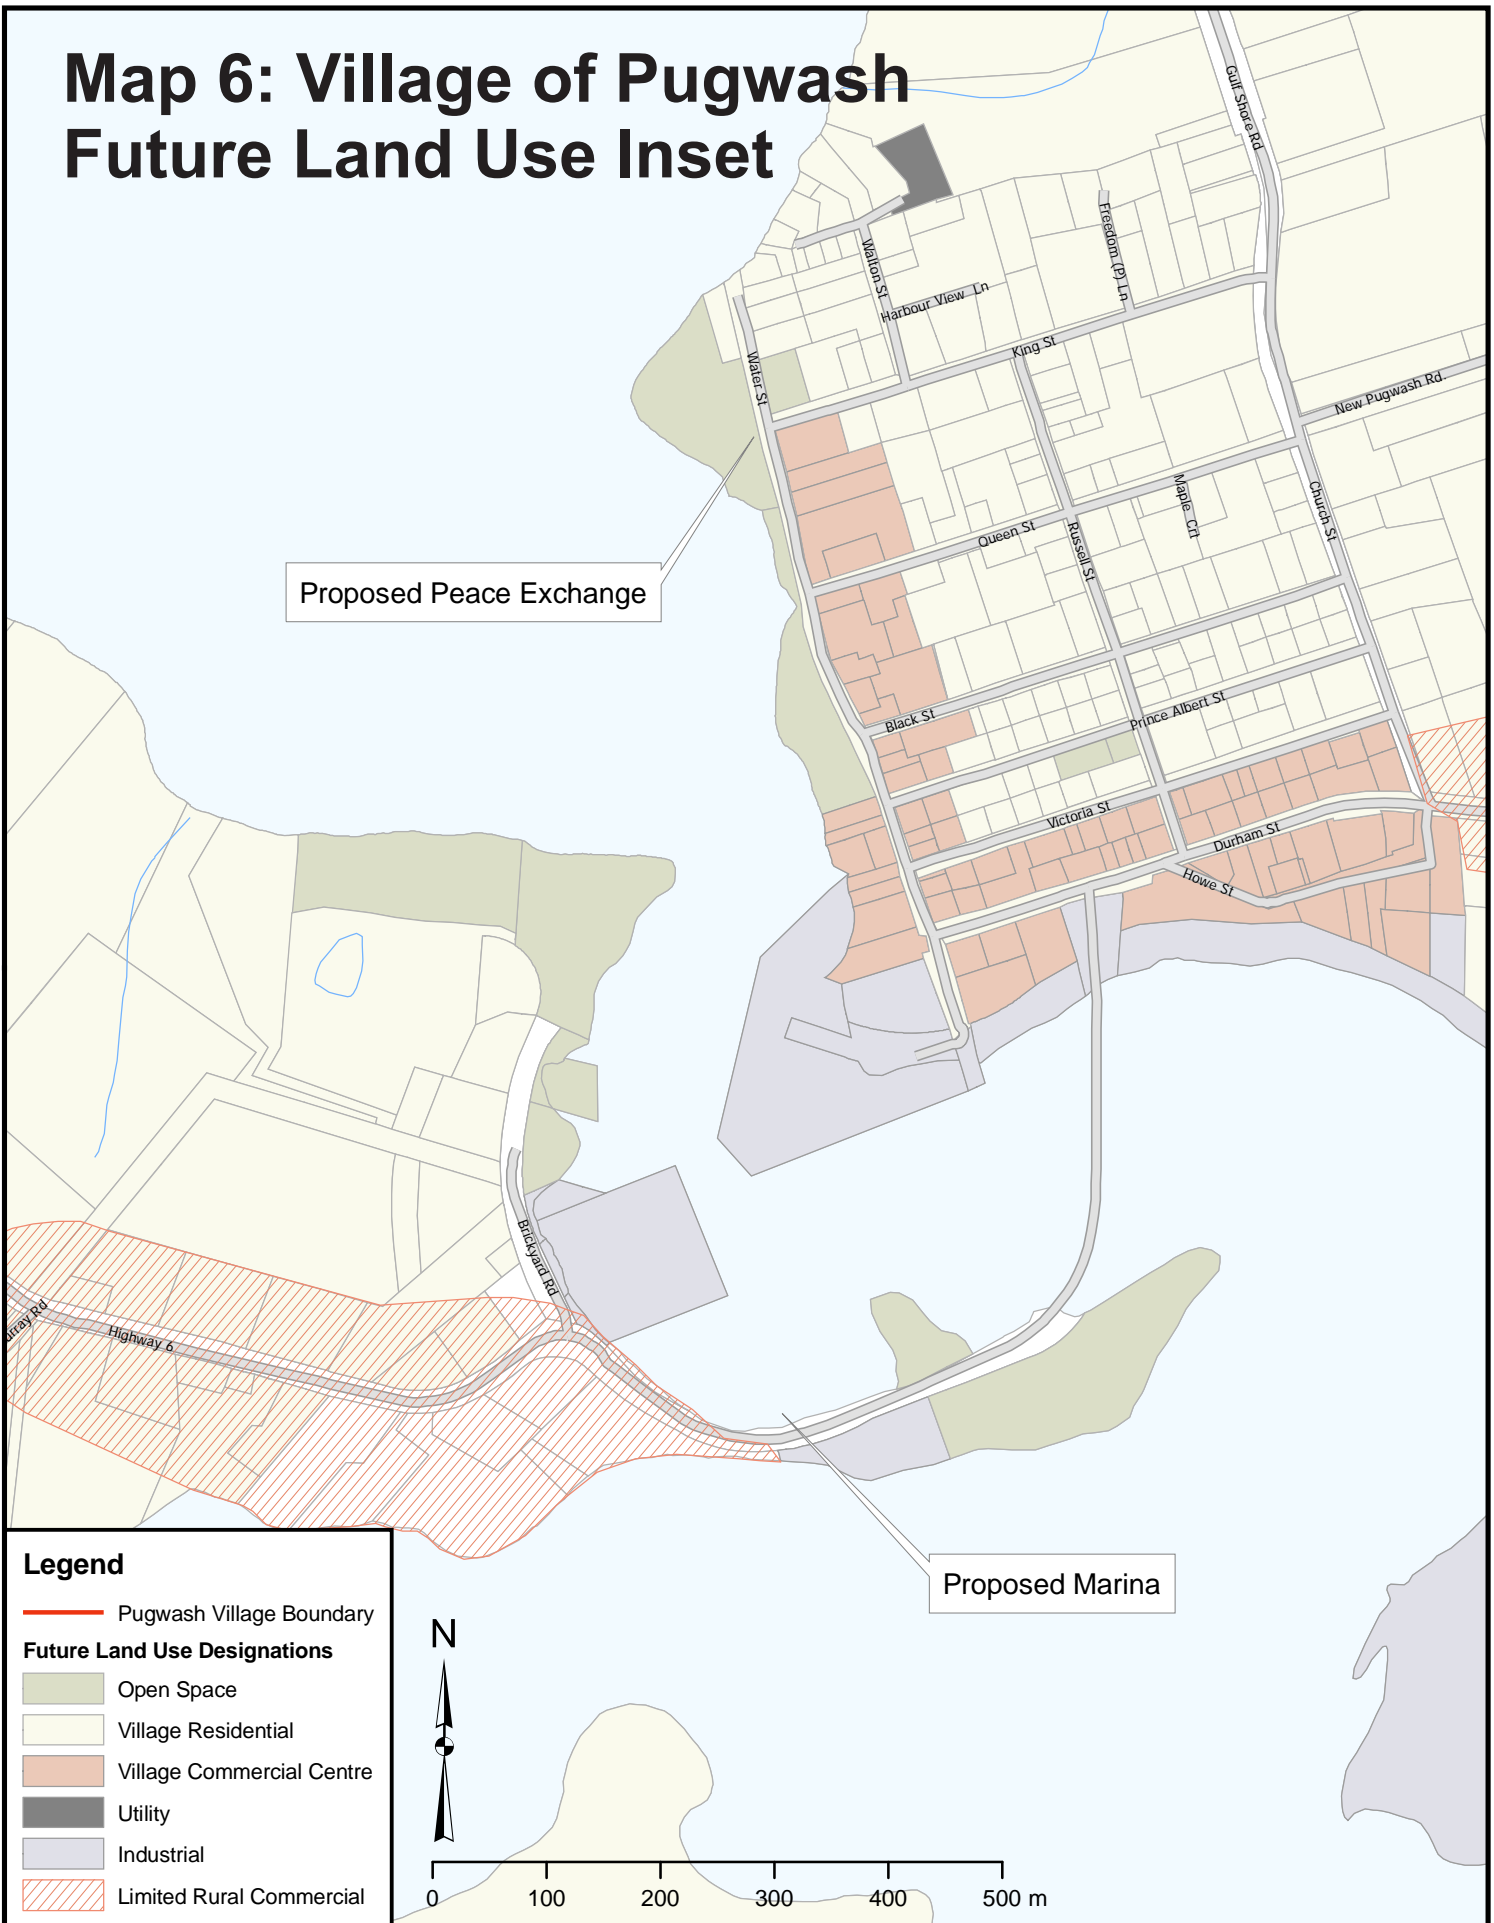 Map 6: Village of Pugwash
Future Land Use Inset
Gulf Shore Rd
Freedom (P) Ln
Walton St
Harbour View Ln
King St
Water St
New Pugwash Rd.
Maple Crt
Church St
Queen St
Russell St
Proposed Peace Exchange
Black St
Prince Albert St
Victoria St
Durham St
Howe St
Brickyard Rd
urray Rd
Highway 6
Proposed Marina
Legend
Pugwash Village Boundary
Future Land Use Designations
Open Space
Village Residential
Village Commercial Centre
Utility
Industrial
Limited Rural Commercial
N
0 100 200 300 400 500 m